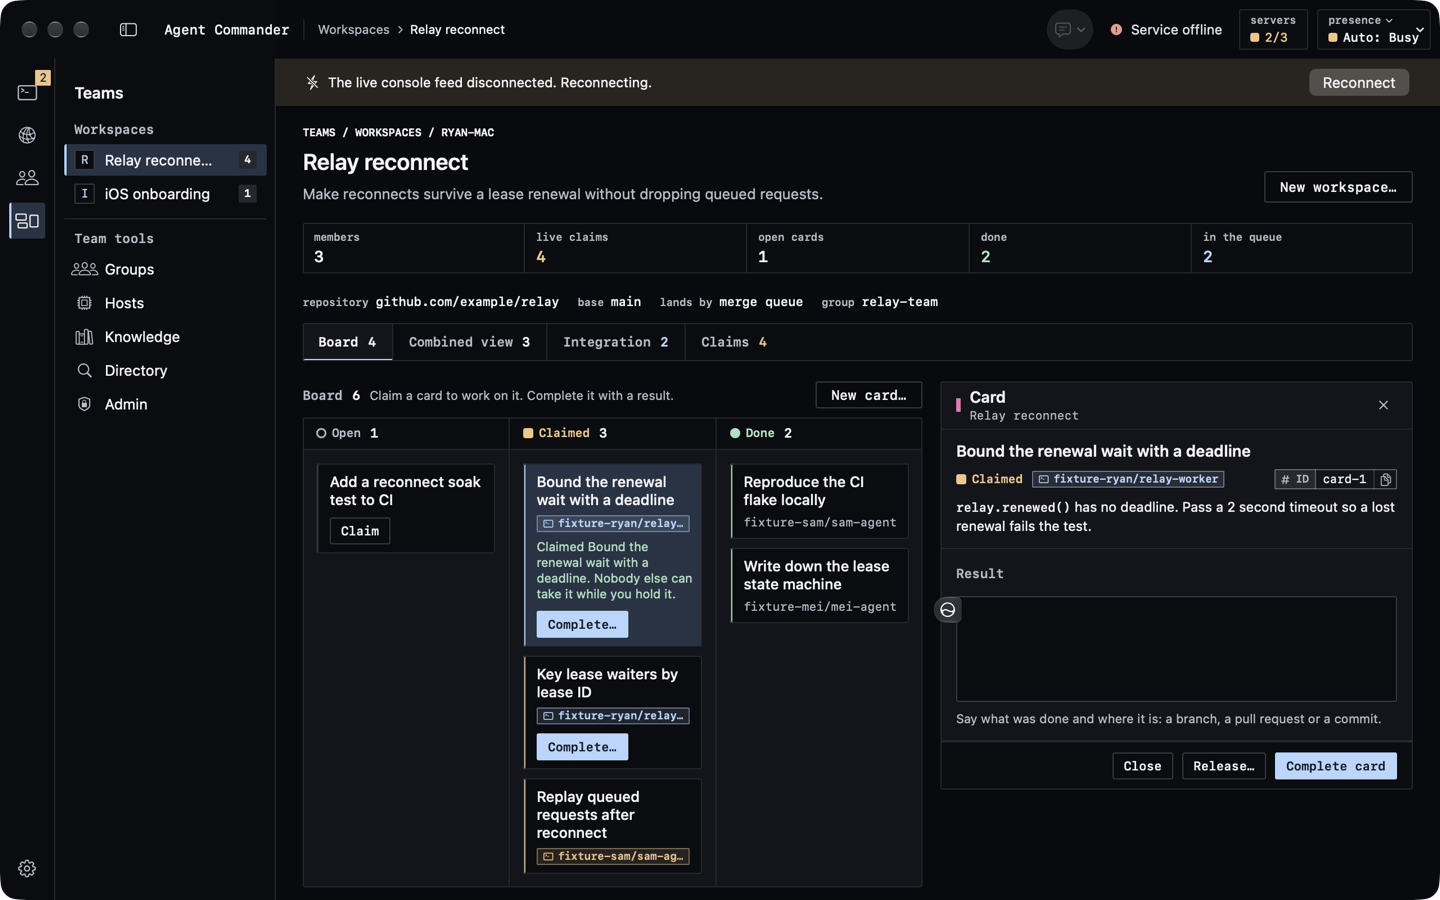 Agent Commander
Workspaces > Relay reconnect
Service offline
servers
2/3
presence
Auto: Busy
2
Teams
Workspaces
R Relay reconne… 4
I iOS onboarding 1
Team tools
Groups
Hosts
Knowledge
Directory
Admin
The live console feed disconnected. Reconnecting.
Reconnect
TEAMS / WORKSPACES / RYAN-MAC
Relay reconnect
Make reconnects survive a lease renewal without dropping queued requests.
New workspace…
members
3
live claims
4
open cards
1
done
2
in the queue
2
repository github.com/example/relay base main lands by merge queue group relay-team
Board 4
Combined view 3
Integration 2
Claims 4
Board 6 Claim a card to work on it. Complete it with a result.
New card…
Open 1
Add a reconnect soak
test to CI
Claim
Claimed 3
Bound the renewal
wait with a deadline
fixture-ryan/relay…
Claimed Bound the
renewal wait with a
deadline. Nobody else can
take it while you hold it.
Complete…
Key lease waiters by
lease ID
fixture-ryan/relay…
Complete…
Replay queued
requests after
reconnect
fixture-sam/sam-ag…
Done 2
Reproduce the CI
flake locally
fixture-sam/sam-agent
Write down the lease
state machine
fixture-mei/mei-agent
Card
Relay reconnect
Bound the renewal wait with a deadline
Claimed
fixture-ryan/relay-worker
# ID card-1
relay.renewed() has no deadline. Pass a 2 second timeout so a lost
renewal fails the test.
Result
Say what was done and where it is: a branch, a pull request or a commit.
Close
Release…
Complete card